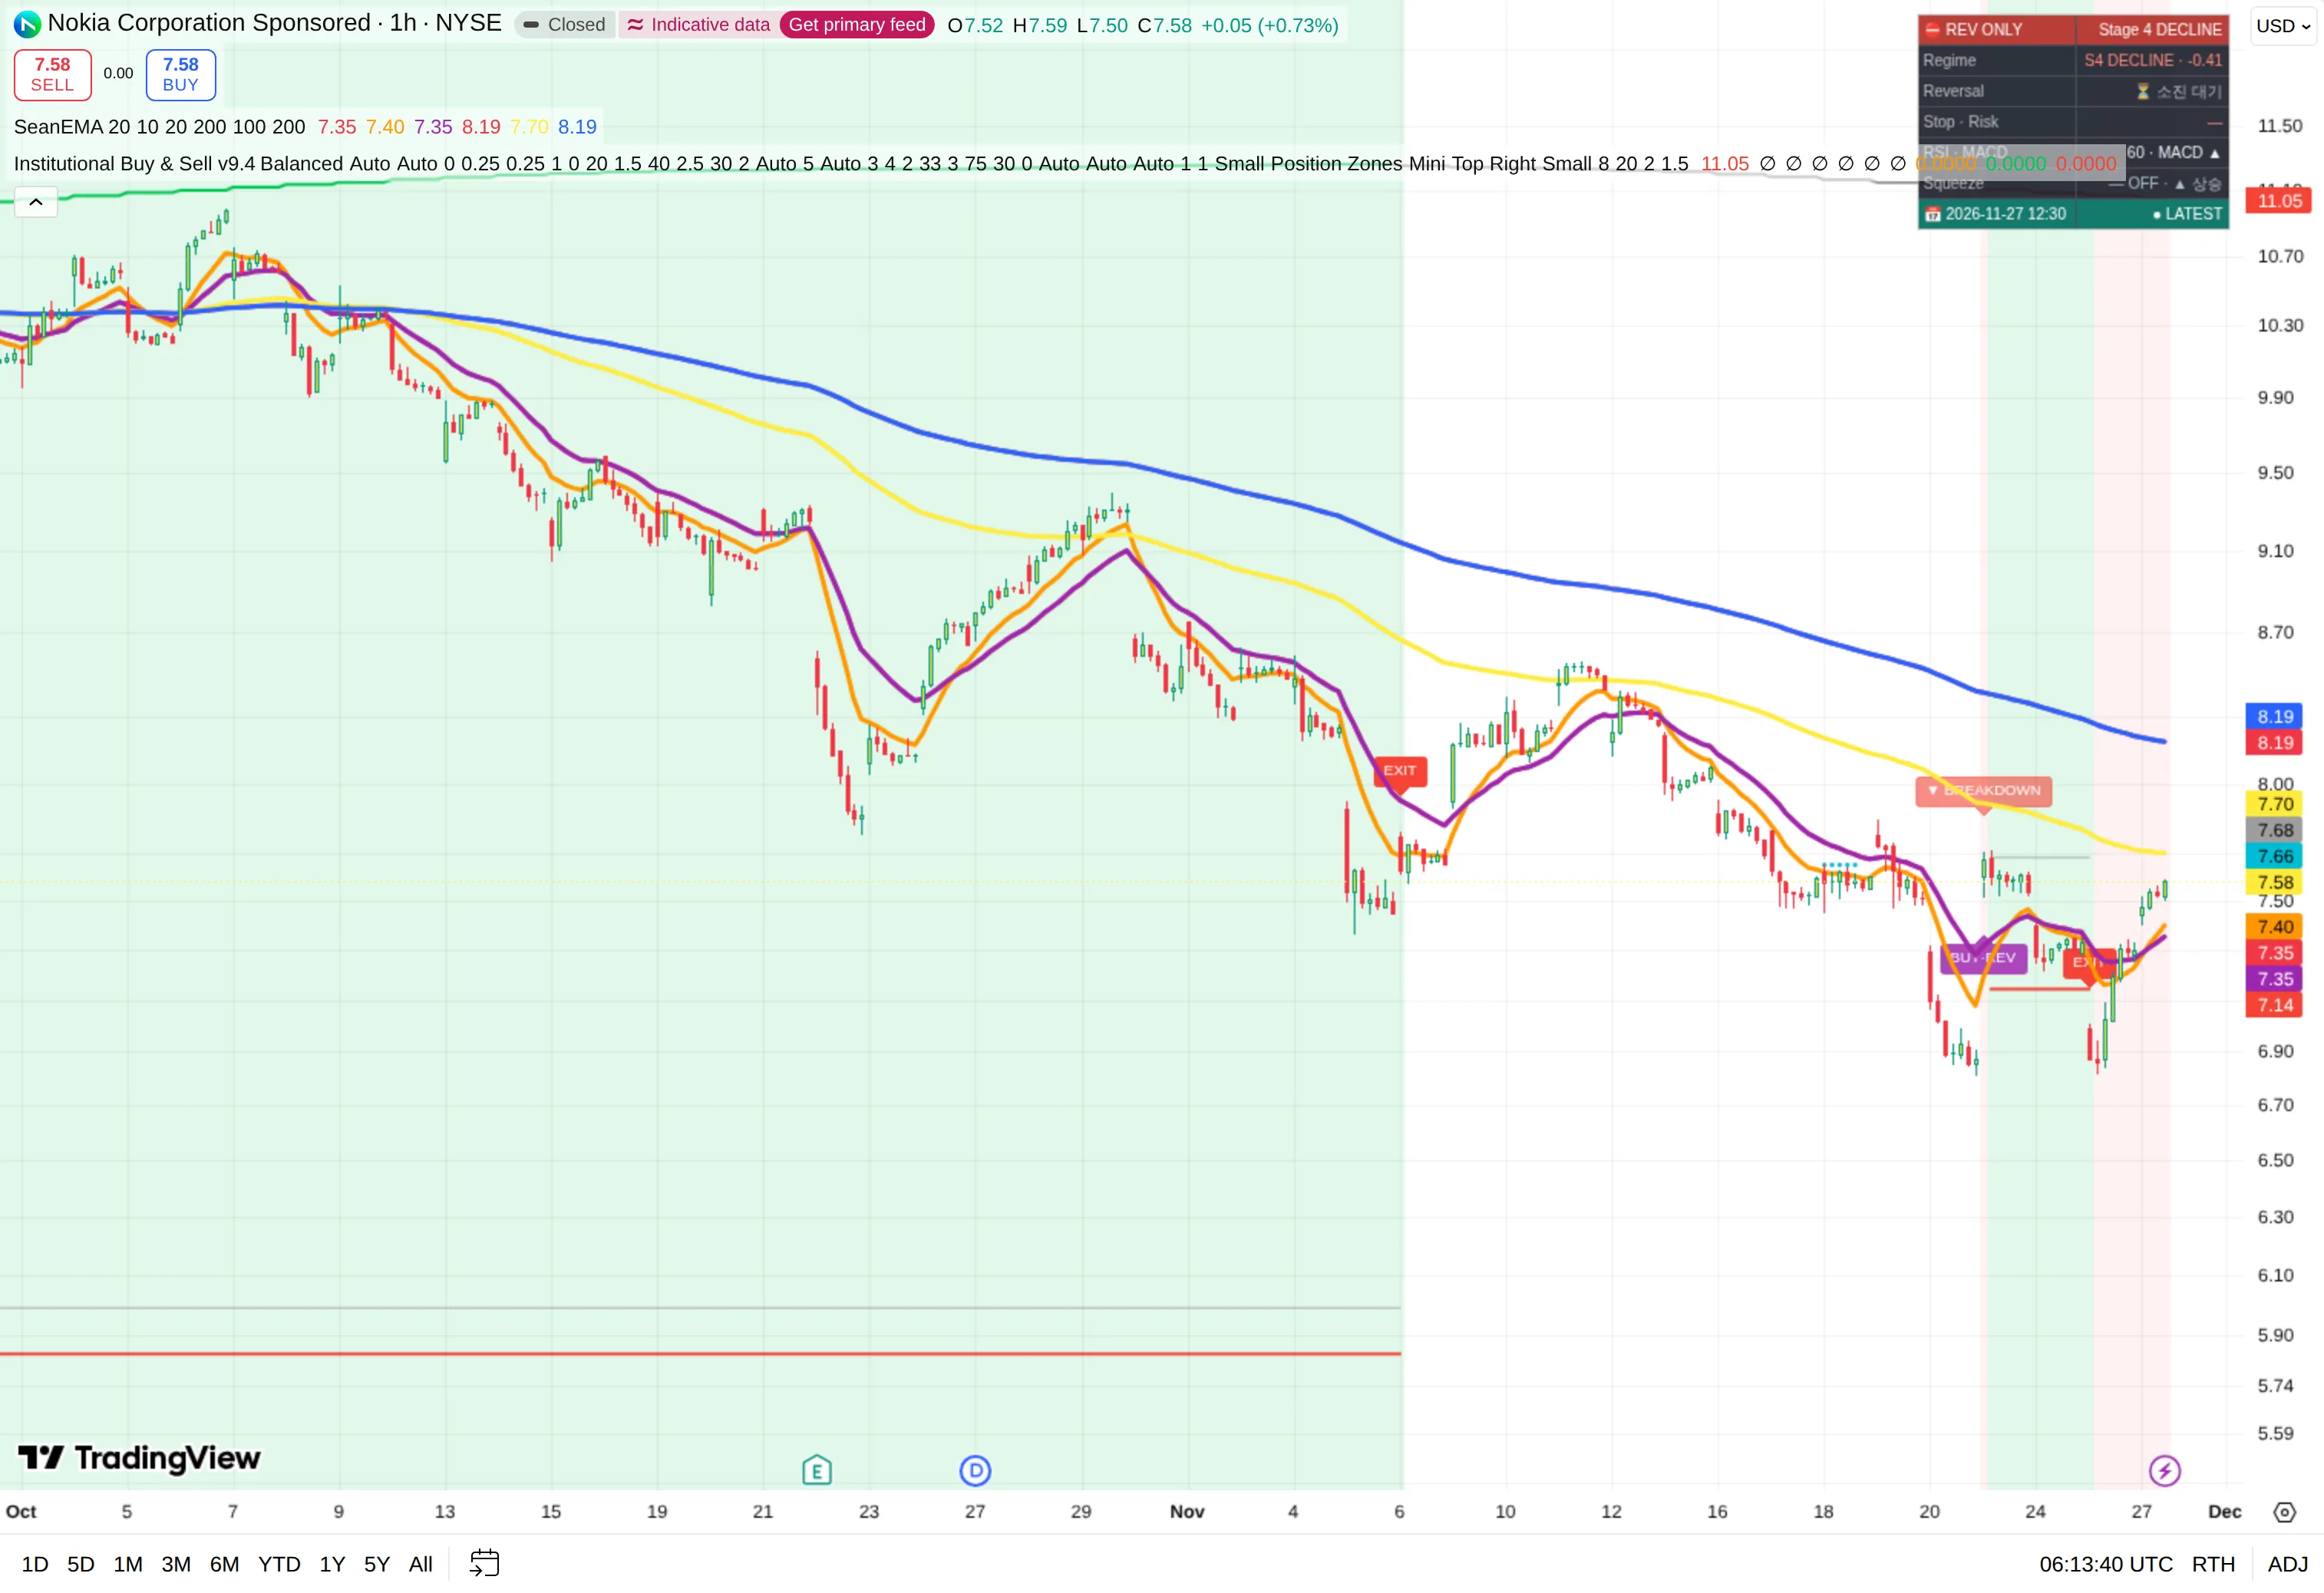 Nokia Corporation Sponsored · 1h · NYSE Closed Indicative data Get primary feed O7.52 H7.59 L7.50 C7.58 +0.05 (+0.73%)
7.58 SELL 0.00 7.58 BUY
SeanEMA 20 10 20 200 100 200 7.35 7.40 7.35 8.19 7.70 8.19
Institutional Buy & Sell v9.4 Balanced Auto Auto 0 0.25 0.25 1 0 20 1.5 40 2.5 30 2 Auto 5 Auto 3 4 2 33 3 75 30 0 Auto Auto Auto 1 1 Small Position Zones Mini Top Right Small 8 20 2 1.5 11.05 ∅ ∅ ∅ ∅ ∅ ∅ 0.0000 0.0000 0.0000
⛔ REV ONLY Stage 4 DECLINE
Regime S4 DECLINE · -0.41
Reversal ⏳ 소진 대기
Stop · Risk —
RSI · MACD 60 · MACD ▲
Squeeze — OFF · ▲ 상승
📅 2026-11-27 12:30 ● LATEST
USD
11.50
11.05
10.70
10.30
9.90
9.50
9.10
8.70
8.19
8.19
8.00
7.70
7.68
7.66
7.58
7.50
7.40
7.35
7.35
7.14
6.90
6.70
6.50
6.30
6.10
5.90
5.74
5.59
EXIT
▼ BREAKDOWN
BUY·REV
EXIT
TradingView
E
D
Oct 5 7 9 13 15 19 21 23 27 29 Nov 4 6 10 12 16 18 20 24 27 Dec
1D 5D 1M 3M 6M YTD 1Y 5Y All
06:13:40 UTC RTH ADJ